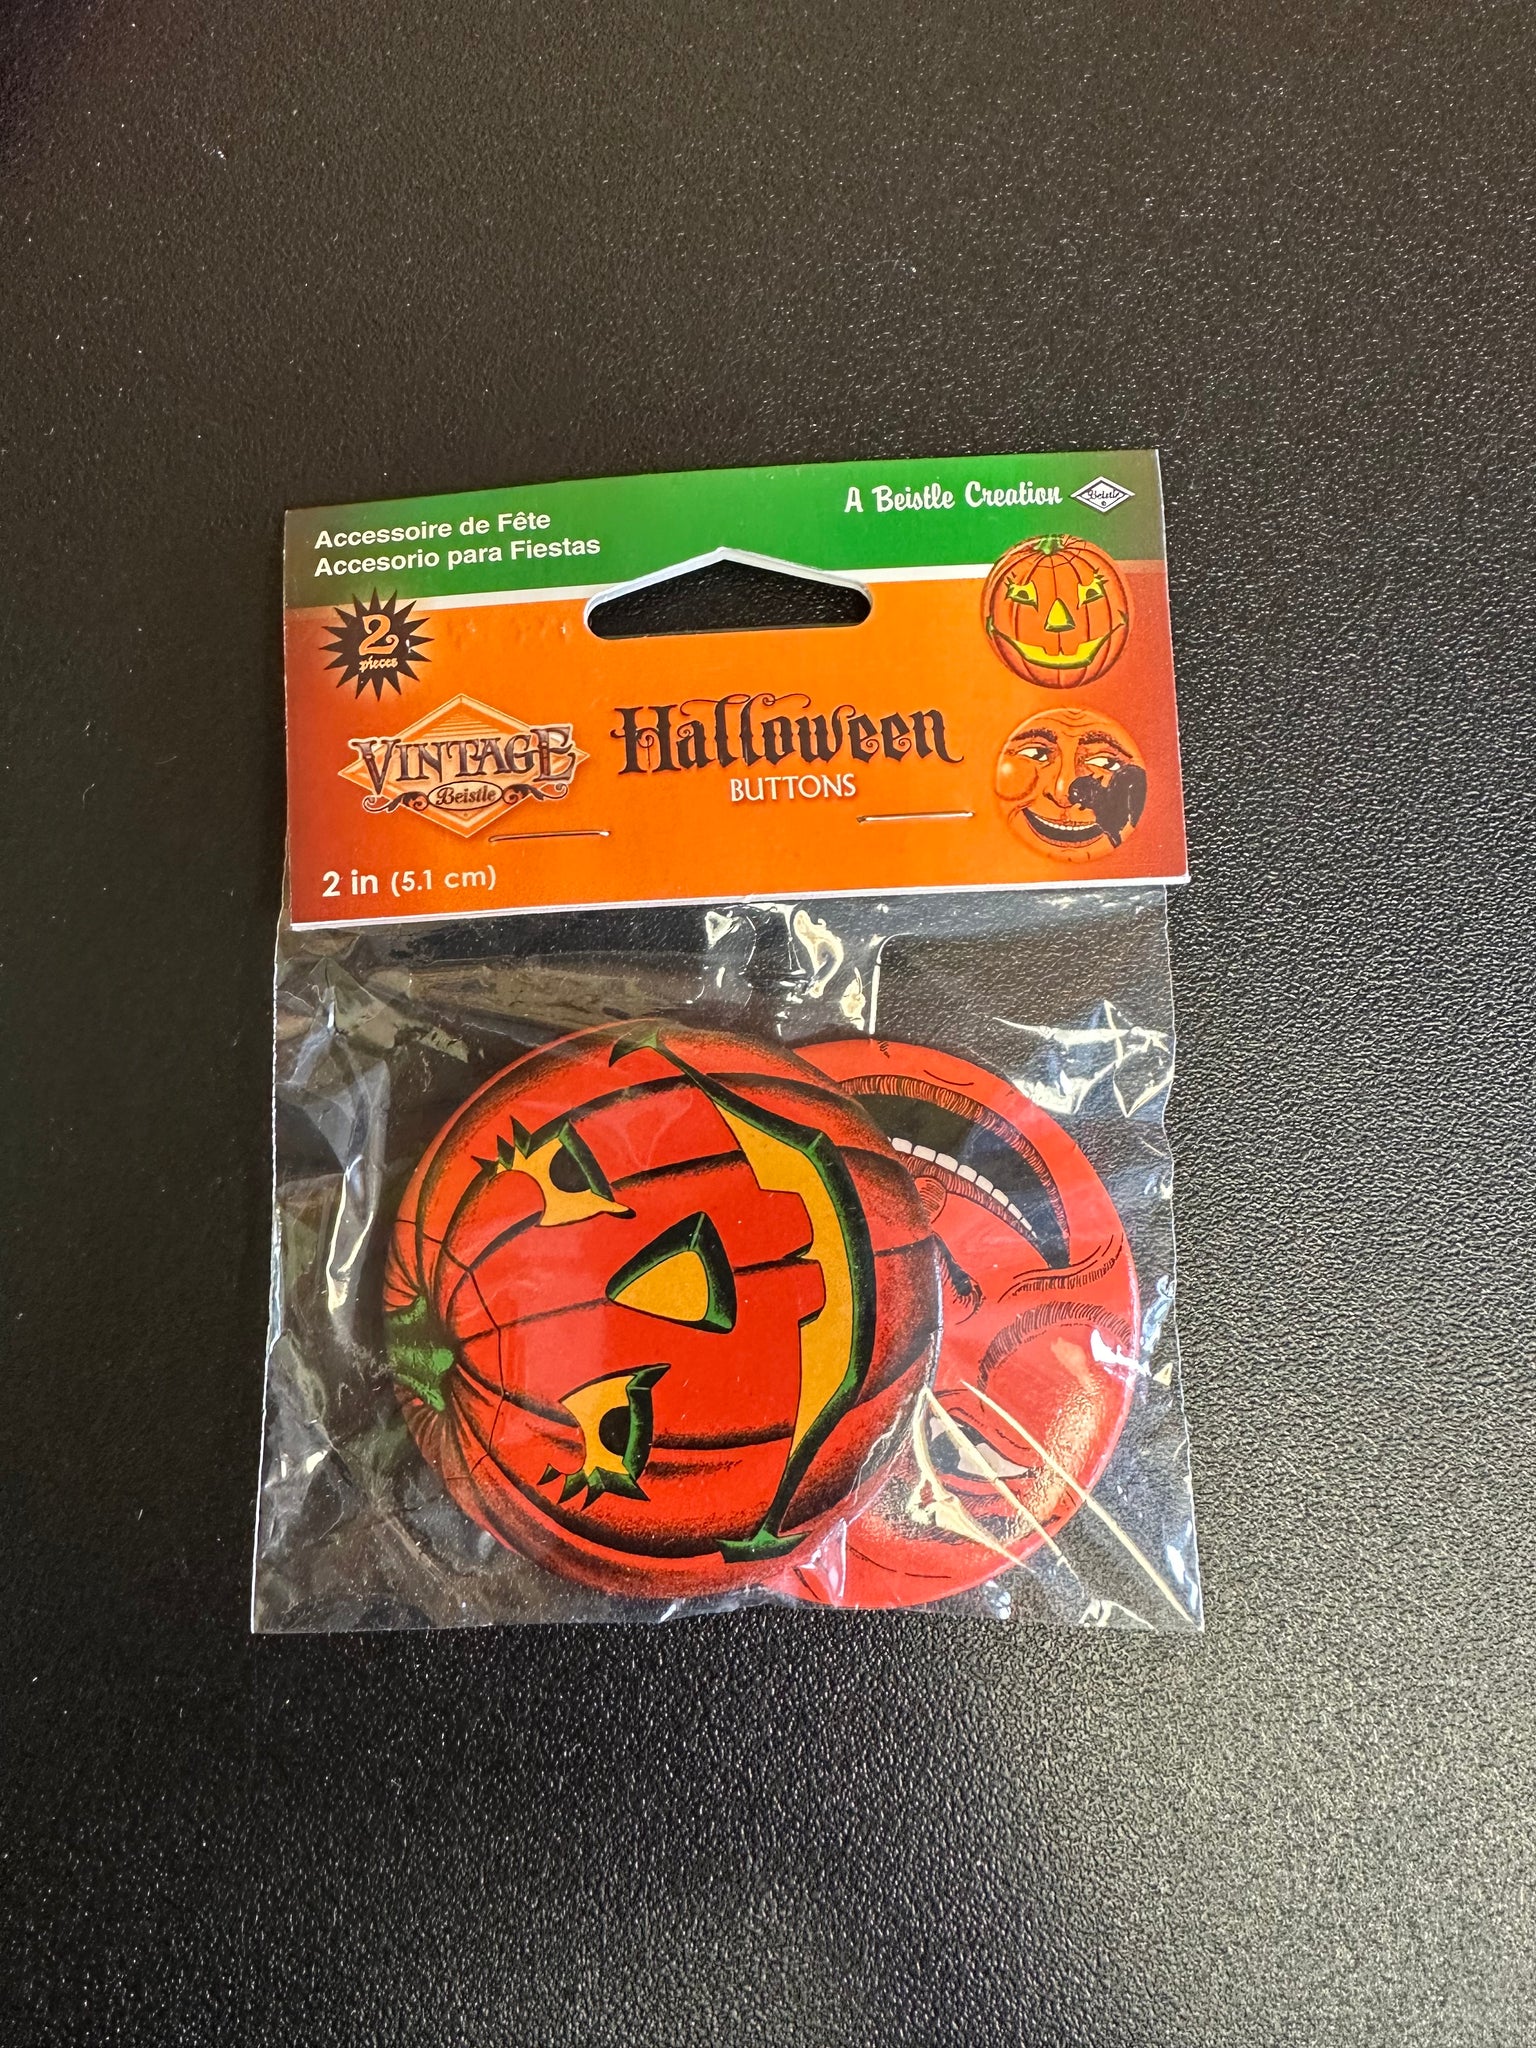 Accessoire de Fête
Accesorio para Fiestas
A Beistle Creation
Beistle
2
pieces
VINTAGE
Beistle
Halloween
BUTTONS
2 in (5.1 cm)